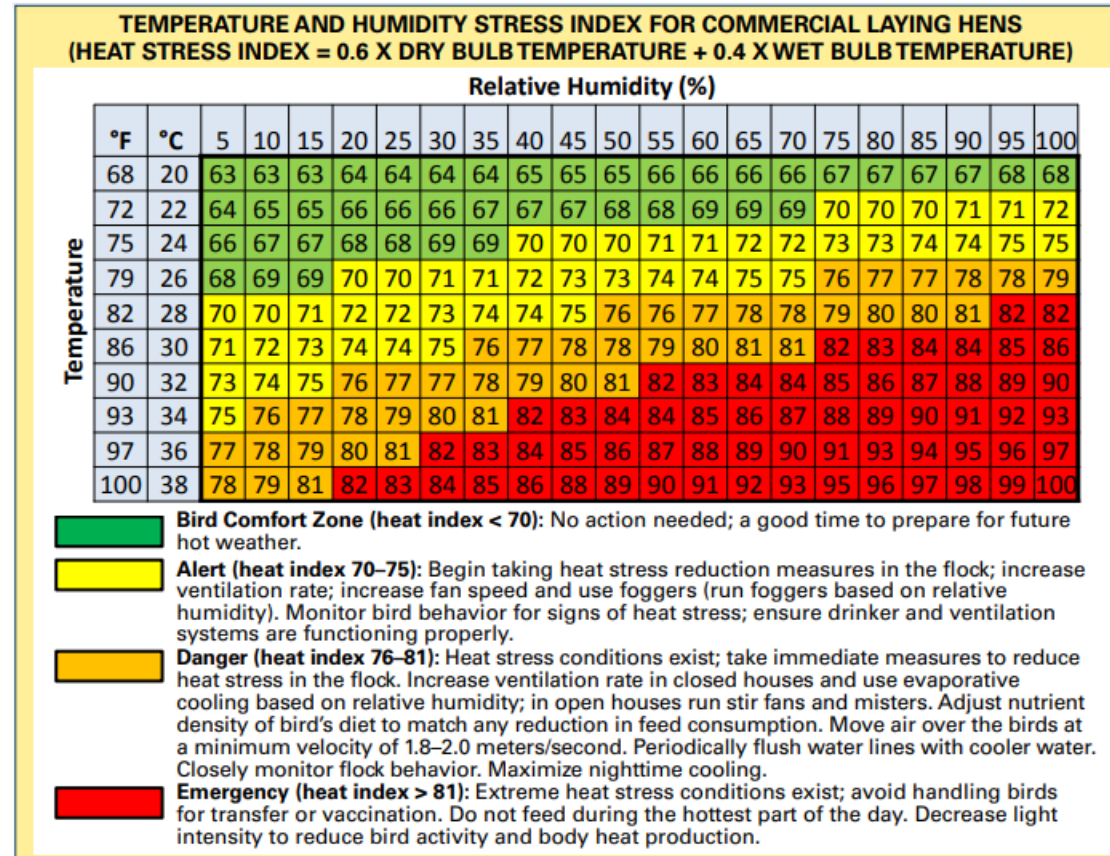 TEMPERATURE AND HUMIDITY STRESS INDEX FOR COMMERCIAL LAYING HENS
(HEAT STRESS INDEX = 0.6 X DRY BULB TEMPERATURE + 0.4 X WET BULB TEMPERATURE)
Relative Humidity (%)
Temperature
°F °C 5 10 15 20 25 30 35 40 45 50 55 60 65 70 75 80 85 90 95 100
68 20 63 63 63 64 64 64 64 65 65 65 66 66 66 66 67 67 67 67 68 68
72 22 64 65 65 66 66 66 67 67 67 68 68 69 69 69 70 70 70 71 71 72
75 24 66 67 67 68 68 69 69 70 70 70 71 71 72 72 73 73 74 74 75 75
79 26 68 69 69 70 70 71 71 72 73 73 74 74 75 75 76 77 77 78 78 79
82 28 70 70 71 72 72 73 74 74 75 76 76 77 78 78 79 80 80 81 82 82
86 30 71 72 73 74 74 75 76 77 78 78 79 80 81 81 82 83 84 84 85 86
90 32 73 74 75 76 77 77 78 79 80 81 82 83 84 84 85 86 87 88 89 90
93 34 75 76 77 78 79 80 81 82 83 84 84 85 86 87 88 89 90 91 92 93
97 36 77 78 79 80 81 82 83 84 85 86 87 88 89 90 91 93 94 95 96 97
100 38 78 79 81 82 83 84 85 86 88 89 90 91 92 93 95 96 97 98 99 100
Bird Comfort Zone (heat index < 70): No action needed; a good time to prepare for future
hot weather.
Alert (heat index 70–75): Begin taking heat stress reduction measures in the flock; increase
ventilation rate; increase fan speed and use foggers (run foggers based on relative
humidity). Monitor bird behavior for signs of heat stress; ensure drinker and ventilation
systems are functioning properly.
Danger (heat index 76–81): Heat stress conditions exist; take immediate measures to reduce
heat stress in the flock. Increase ventilation rate in closed houses and use evaporative
cooling based on relative humidity; in open houses run stir fans and misters. Adjust nutrient
density of bird's diet to match any reduction in feed consumption. Move air over the birds at
a minimum velocity of 1.8–2.0 meters/second. Periodically flush water lines with cooler water.
Closely monitor flock behavior. Maximize nighttime cooling.
Emergency (heat index > 81): Extreme heat stress conditions exist; avoid handling birds
for transfer or vaccination. Do not feed during the hottest part of the day. Decrease light
intensity to reduce bird activity and body heat production.